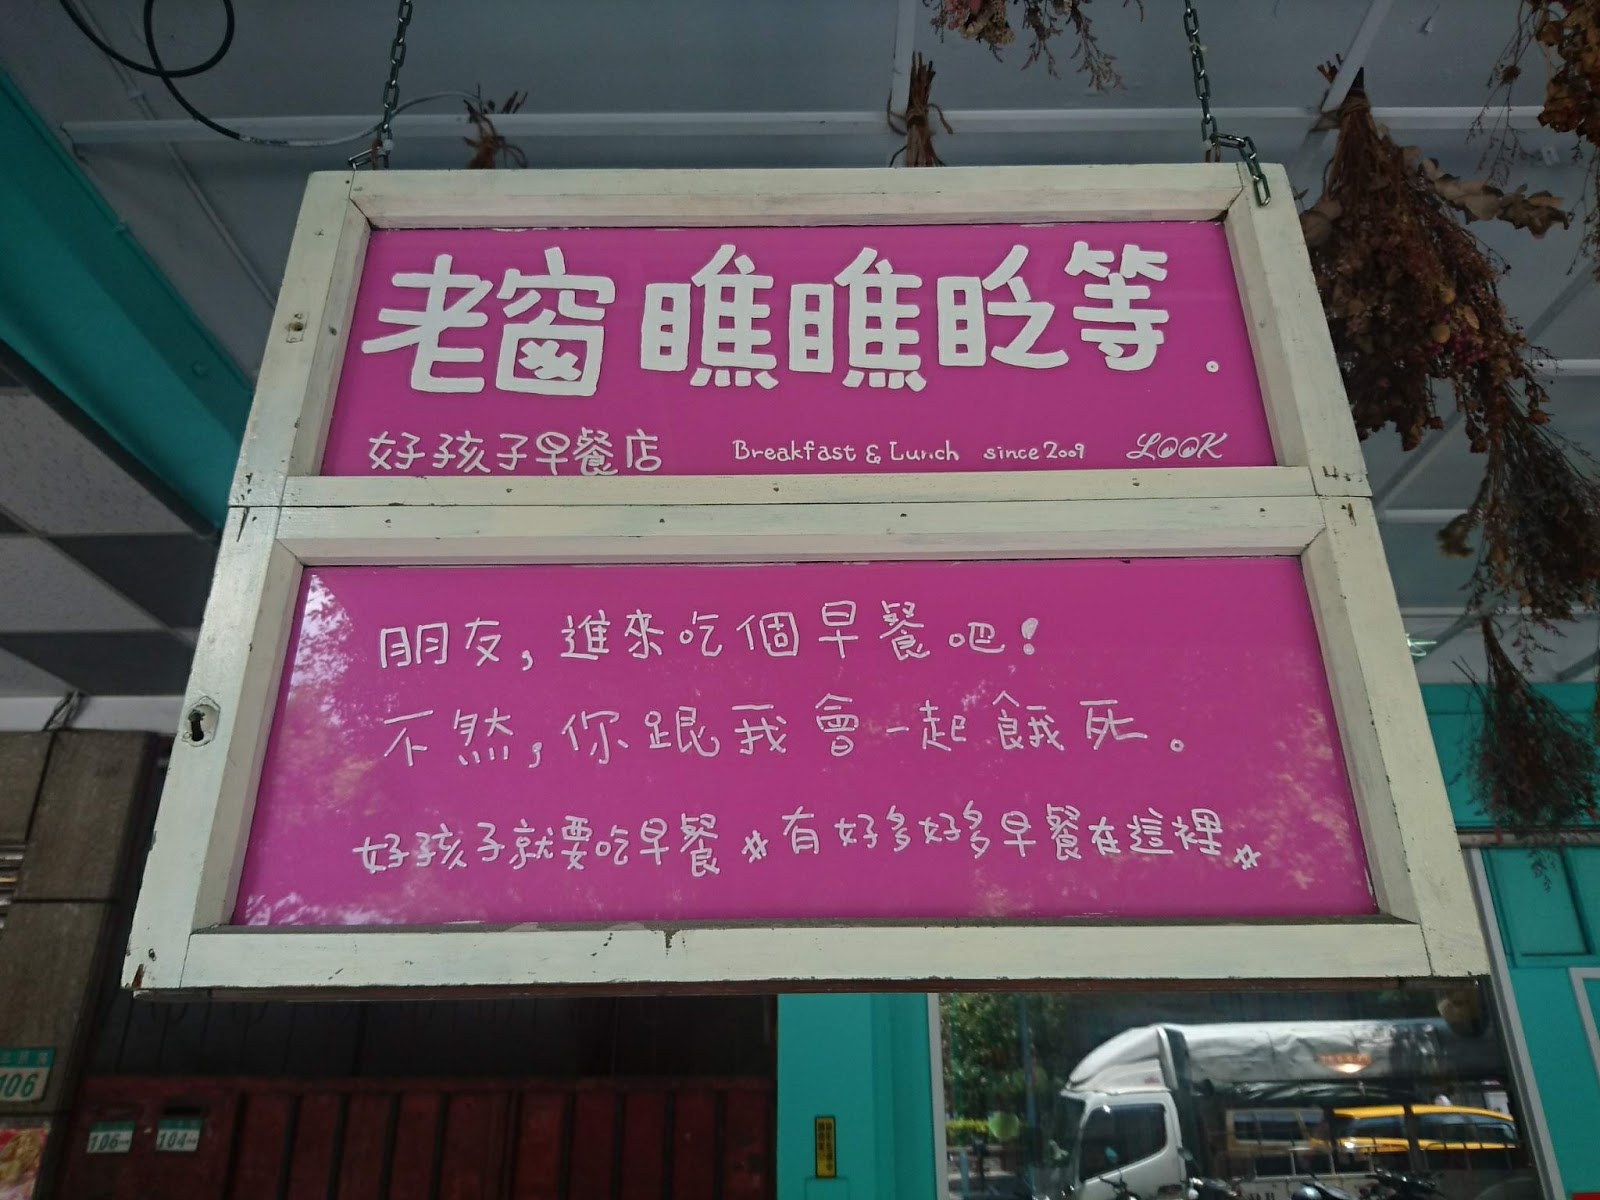 老窗 瞧瞧眨等。
好孩子早餐店 Breakfast & Lunch since 2009 LOOK
朋友，進來吃個早餐吧！
不然，你跟我會一起餓死。
好孩子就要吃早餐 # 有好多好多早餐在這裡 #
106
106
104